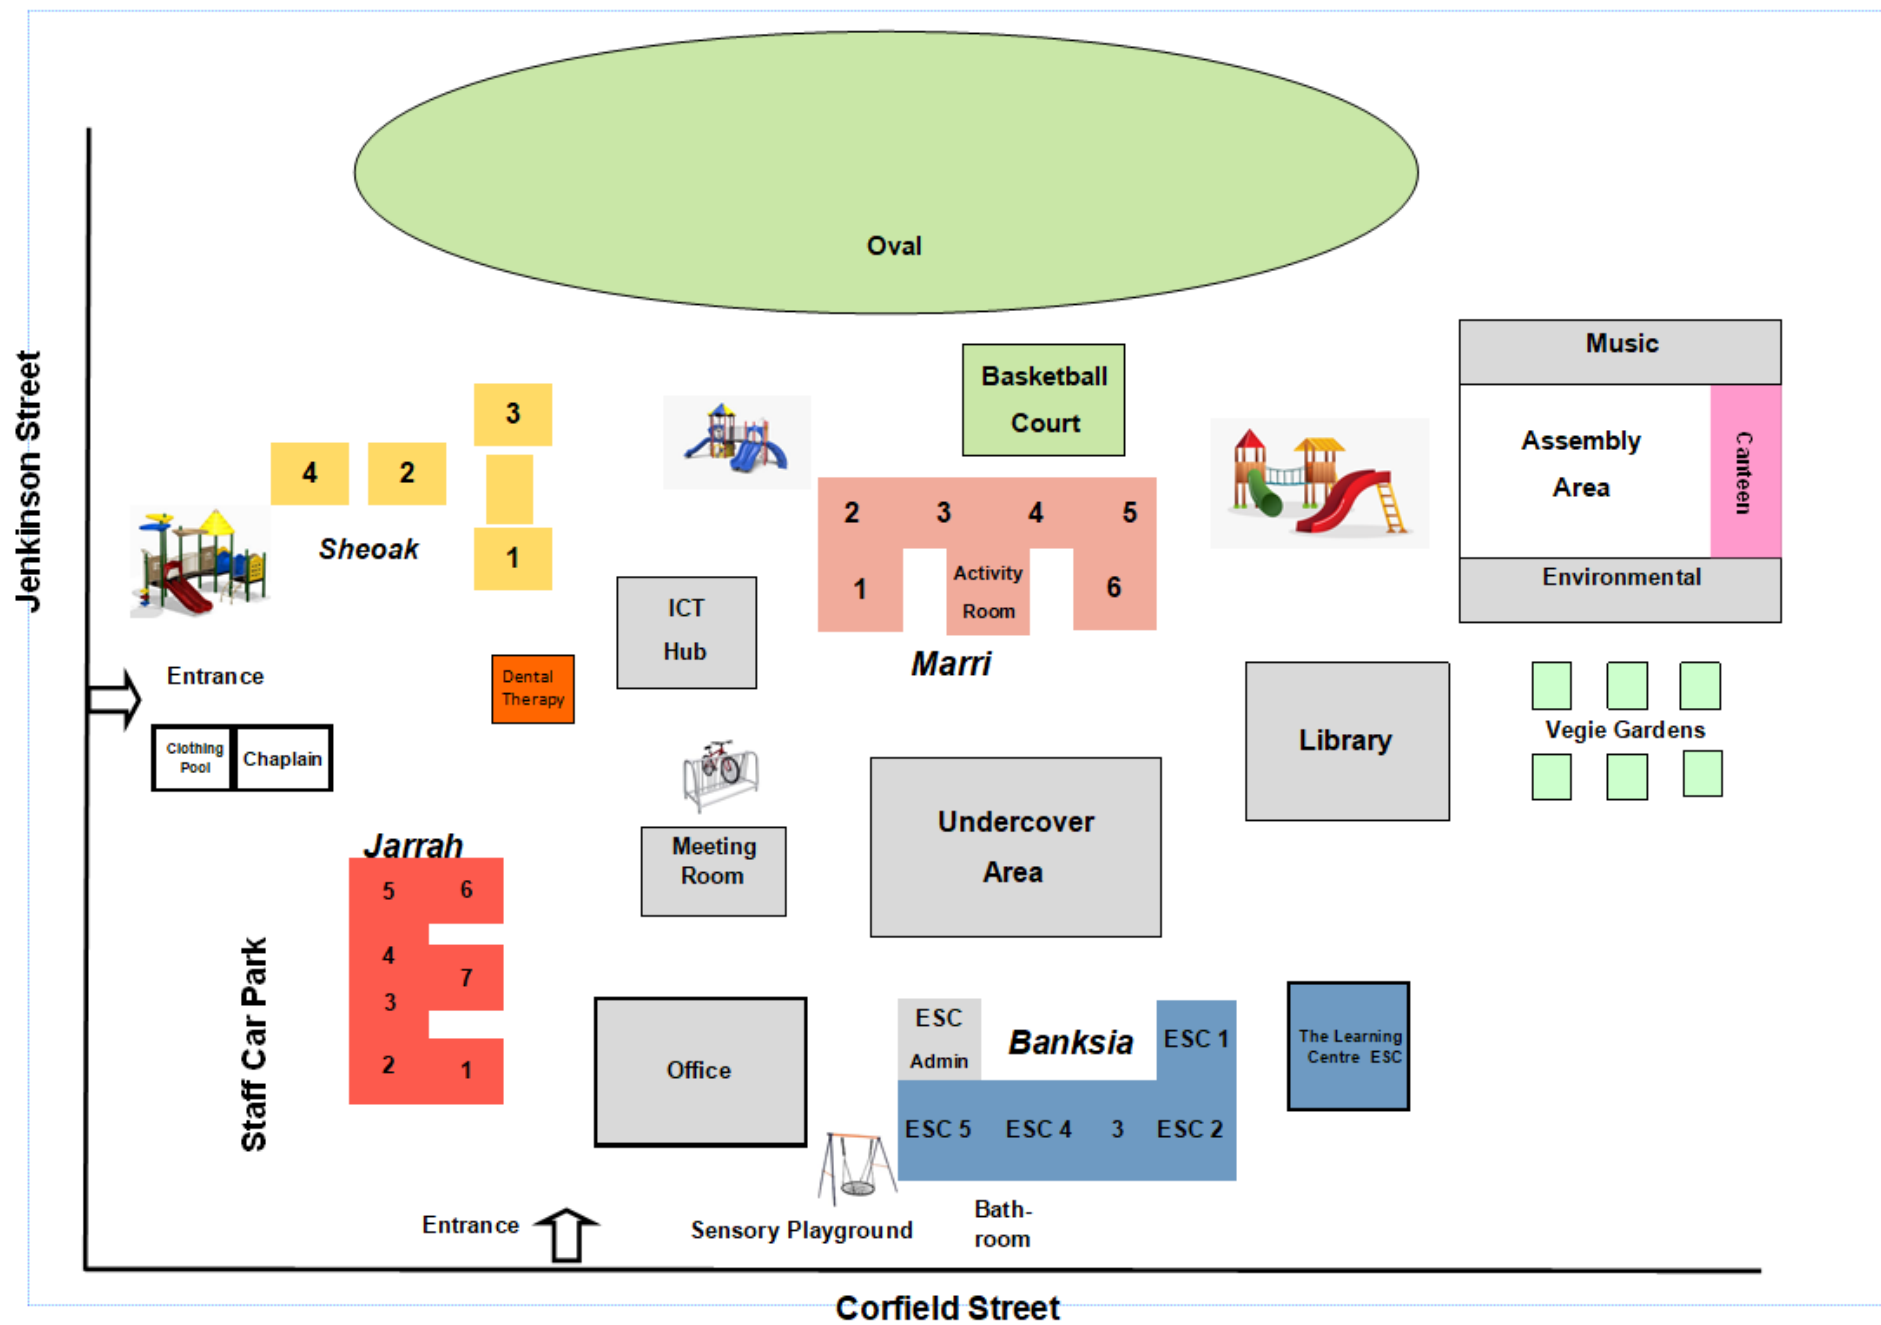 Oval
Jenkinson Street
Music
Basketball
Court
3
Assembly
Area
Canteen
4
2
2
3
4
5
Sheoak
1
Activity
Room
1
6
Environmental
ICT
Hub
Marri
Entrance
Dental
Therapy
Vegie Gardens
Library
Clothing
Pool
Chaplain
Undercover
Area
Jarrah
Meeting
Room
5
6
4
7
3
2
1
Staff Car Park
Office
ESC
Admin
Banksia
ESC 1
The Learning
Centre ESC
ESC 5
ESC 4
3
ESC 2
Entrance
Sensory Playground
Bath-
room
Corfield Street